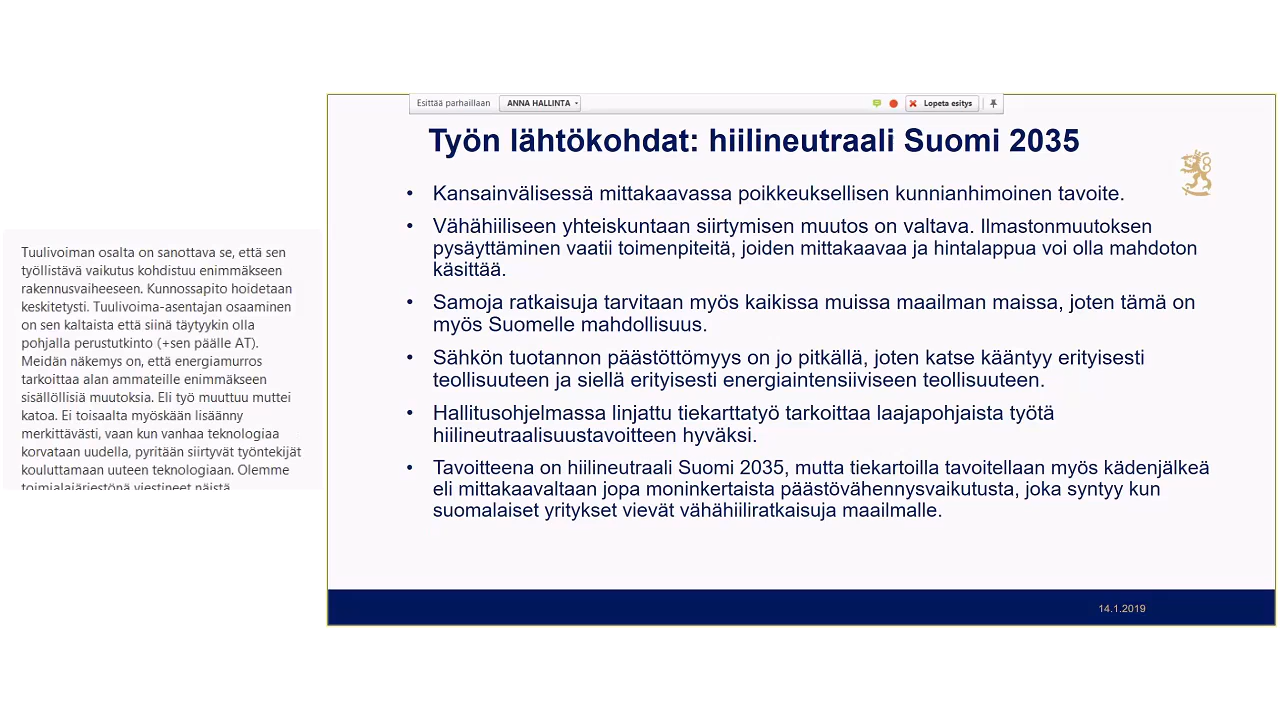 Esittää parhaillaan
ANNA HALLINTA
Lopeta esitys
Työn lähtökohdat: hiilineutraali Suomi 2035
• Kansainvälisessä mittakaavassa poikkeuksellisen kunnianhimoinen tavoite.
• Vähähiiliseen yhteiskuntaan siirtymisen muutos on valtava. Ilmastonmuutoksen
pysäyttäminen vaatii toimenpiteitä, joiden mittakaavaa ja hintalappua voi olla mahdoton
käsittää.
• Samoja ratkaisuja tarvitaan myös kaikissa muissa maailman maissa, joten tämä on
myös Suomelle mahdollisuus.
• Sähkön tuotannon päästöttömyys on jo pitkällä, joten katse kääntyy erityisesti
teollisuuteen ja siellä erityisesti energiaintensiiviseen teollisuuteen.
• Hallitusohjelmassa linjattu tiekarttatyö tarkoittaa laajapohjaista työtä
hiilineutraalisuustavoitteen hyväksi.
• Tavoitteena on hiilineutraali Suomi 2035, mutta tiekartoilla tavoitellaan myös kädenjälkeä
eli mittakaavaltaan jopa moninkertaista päästövähennysvaikutusta, joka syntyy kun
suomalaiset yritykset vievät vähähiiliratkaisuja maailmalle.
14.1.2019
Tuulivoiman osalta on sanottava se, että sen
työllistävä vaikutus kohdistuu enimmäkseen
rakennusvaiheeseen. Kunnossapito hoidetaan
keskitetysti. Tuulivoima-asentajan osaaminen
on sen kaltaista että siinä täytyykin olla
pohjalla perustutkinto (+sen päälle AT).
Meidän näkemys on, että energiamurros
tarkoittaa alan ammateille enimmäkseen
sisällöllisiä muutoksia. Eli työ muuttuu muttei
katoa. Ei toisaalta myöskään lisäänny
merkittävästi, vaan kun vanhaa teknologiaa
korvataan uudella, pyritään siirtyvät työntekijät
kouluttamaan uuteen teknologiaan. Olemme
toimialajärjestönä viestineet näistä